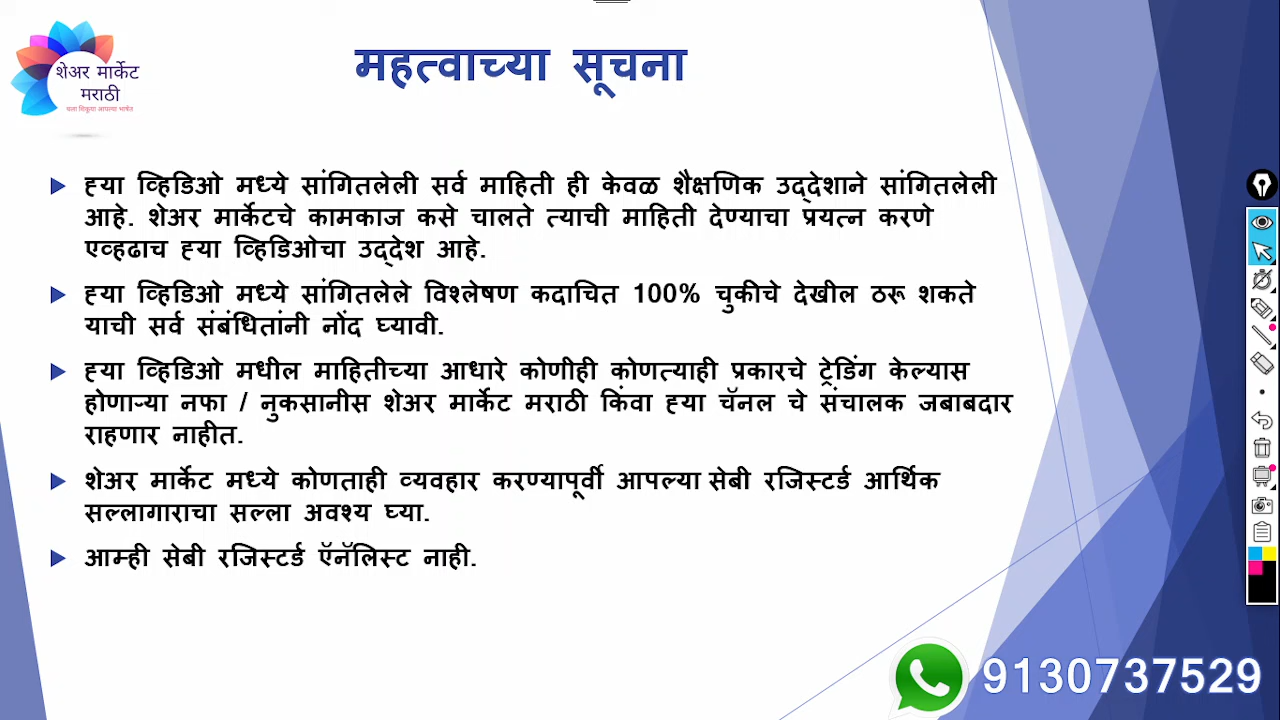 शेअर मार्केट
मराठी
चला शिकूया आपल्या भाषेत
महत्वाच्या सूचना
ह्या व्हिडिओ मध्ये सांगितलेली सर्व माहिती ही केवळ शैक्षणिक उद्देशाने सांगितलेली
आहे. शेअर मार्केटचे कामकाज कसे चालते त्याची माहिती देण्याचा प्रयत्न करणे
एव्हढाच ह्या व्हिडिओचा उद्देश आहे.
ह्या व्हिडिओ मध्ये सांगितलेले विश्लेषण कदाचित 100% चुकीचे देखील ठरू शकते
याची सर्व संबंधितांनी नोंद घ्यावी.
ह्या व्हिडिओ मधील माहितीच्या आधारे कोणीही कोणत्याही प्रकारचे ट्रेडिंग केल्यास
होणाऱ्या नफा / नुकसानीस शेअर मार्केट मराठी किंवा ह्या चॅनल चे संचालक जबाबदार
राहणार नाहीत.
शेअर मार्केट मध्ये कोणताही व्यवहार करण्यापूर्वी आपल्या सेबी रजिस्टर्ड आर्थिक
सल्लागाराचा सल्ला अवश्य घ्या.
आम्ही सेबी रजिस्टर्ड ऍनॅलिस्ट नाही.
9130737529